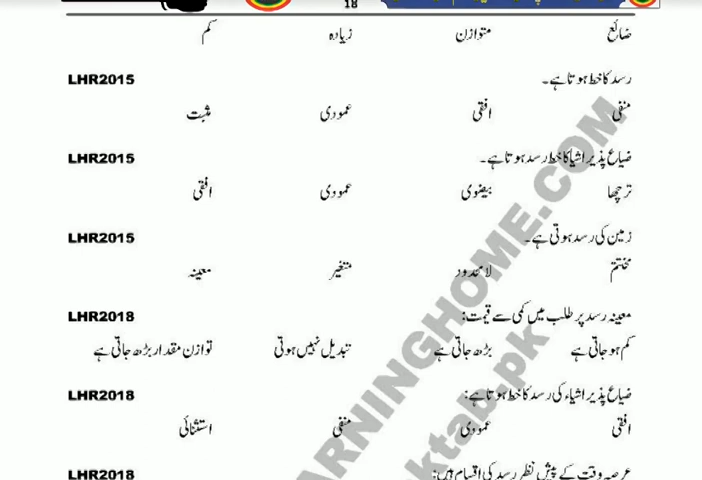 18
ضائع متوازن زیادہ کم
رسد کا خط ہوتا ہے۔ LHR2015
منفی افقی عمودی مثبت
ضیاع پذیر اشیا کا خط رسد ہوتا ہے۔ LHR2015
ترچھا بیضوی عمودی افقی
زمین کی رسد ہوتی ہے۔ LHR2015
مختتم لامحدود متغیر معینہ
معینہ رسد پر طلب میں کمی سے قیمت: LHR2018
کم ہو جاتی ہے بڑھ جاتی ہے تبدیل نہیں ہوتی توازن مقدار بڑھ جاتی ہے
ضیاع پذیر اشیاء کی رسد کا خط ہوتا ہے: LHR2018
افقی عمودی منفی استثنائی
عرصہ وقت کے پیش نظر رسد کی اقسام ہیں: LHR2018
ARNINGHOME.COM
ktab.pk